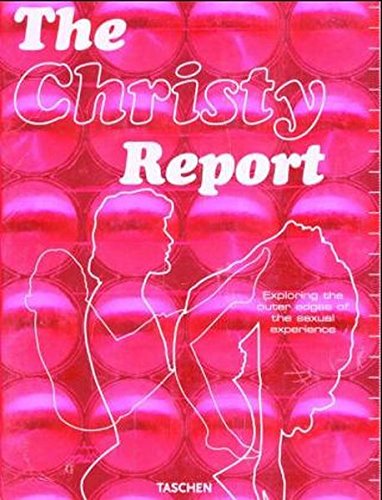 The
Christy
Report
Exploring the
outer edges of
the sexual
experience
TASCHEN